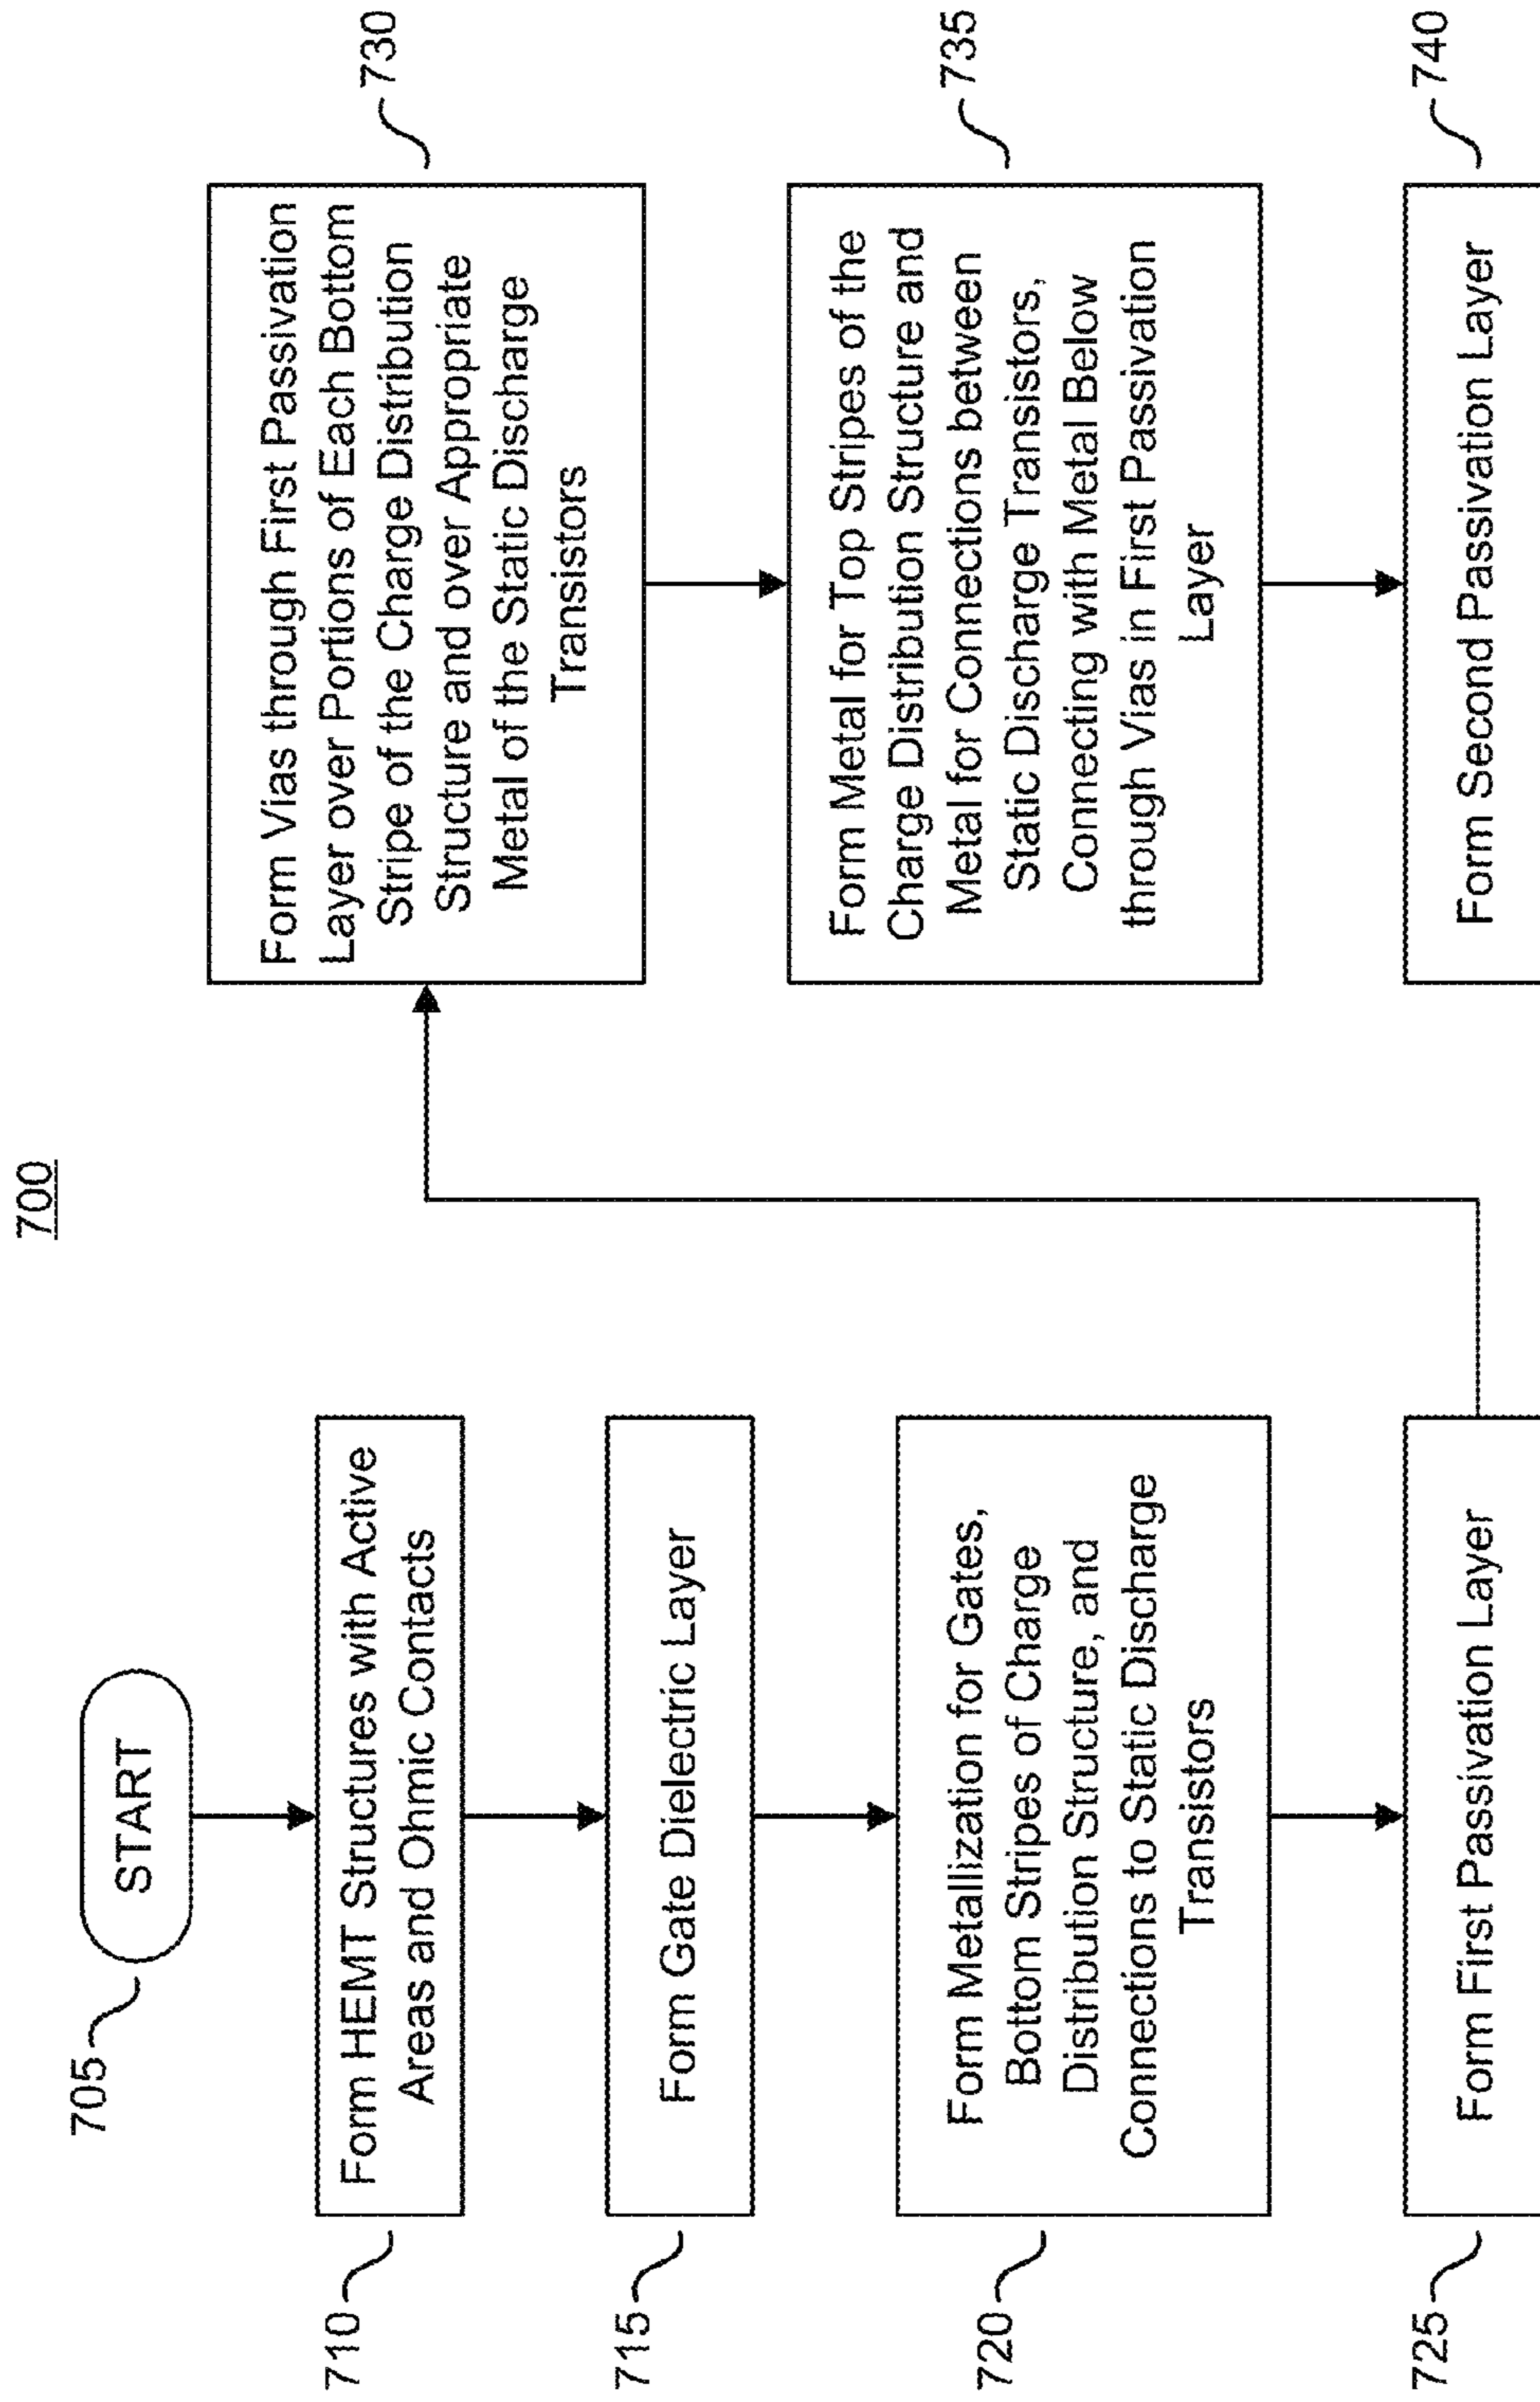 700
705
START
710
Form HEMT Structures with Active
Areas and Ohmic Contacts
715
Form Gate Dielectric Layer
720
Form Metallization for Gates,
Bottom Stripes of Charge
Distribution Structure, and
Connections to Static Discharge
Transistors
725
Form First Passivation Layer
730
Form Vias through First Passivation
Layer over Portions of Each Bottom
Stripe of the Charge Distribution
Structure and over Appropriate
Metal of the Static Discharge
Transistors
735
Form Metal for Top Stripes of the
Charge Distribution Structure and
Metal for Connections between
Static Discharge Transistors,
Connecting with Metal Below
through Vias in First Passivation
Layer
740
Form Second Passivation Layer